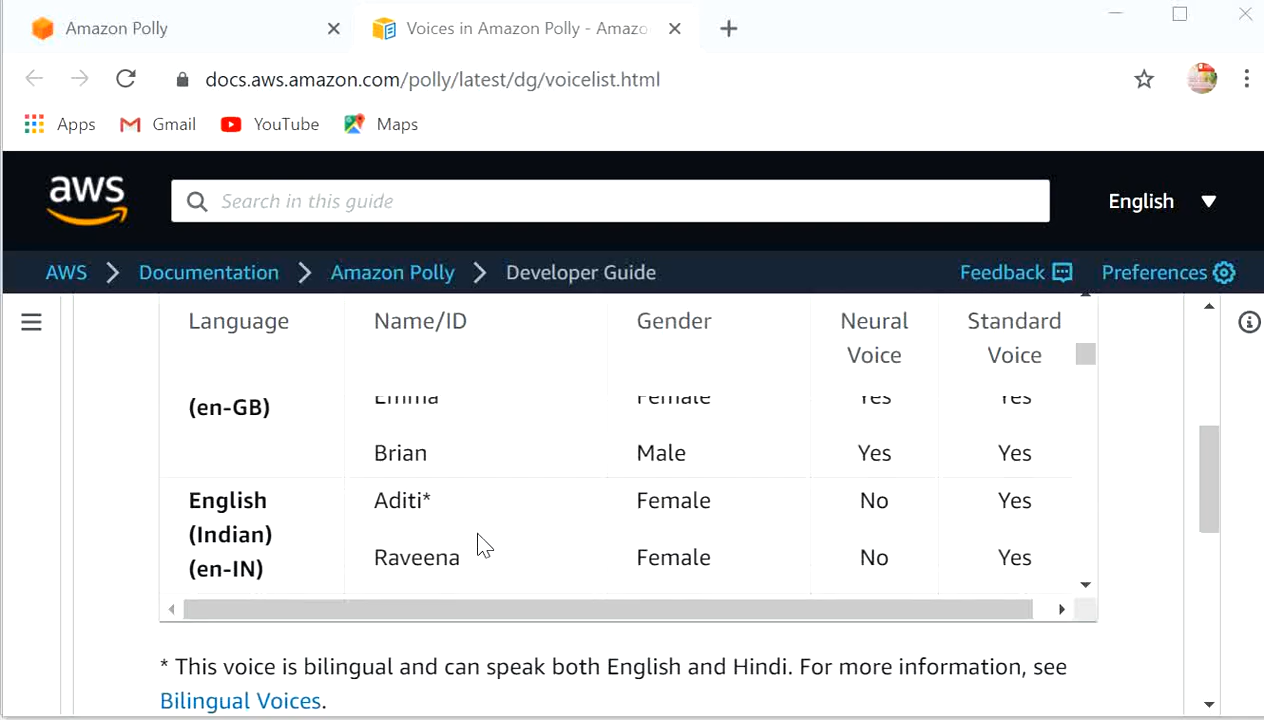 Amazon Polly
Voices in Amazon Polly - Amazo
docs.aws.amazon.com/polly/latest/dg/voicelist.html
Apps Gmail YouTube Maps
aws
Search in this guide
English
AWS Documentation Amazon Polly Developer Guide
Feedback Preferences
Language Name/ID Gender Neural Voice Standard Voice
Emma Female Yes Yes
(en-GB)
Brian Male Yes Yes
English Aditi* Female No Yes
(Indian)
Raveena Female No Yes
(en-IN)
* This voice is bilingual and can speak both English and Hindi. For more information, see
Bilingual Voices.